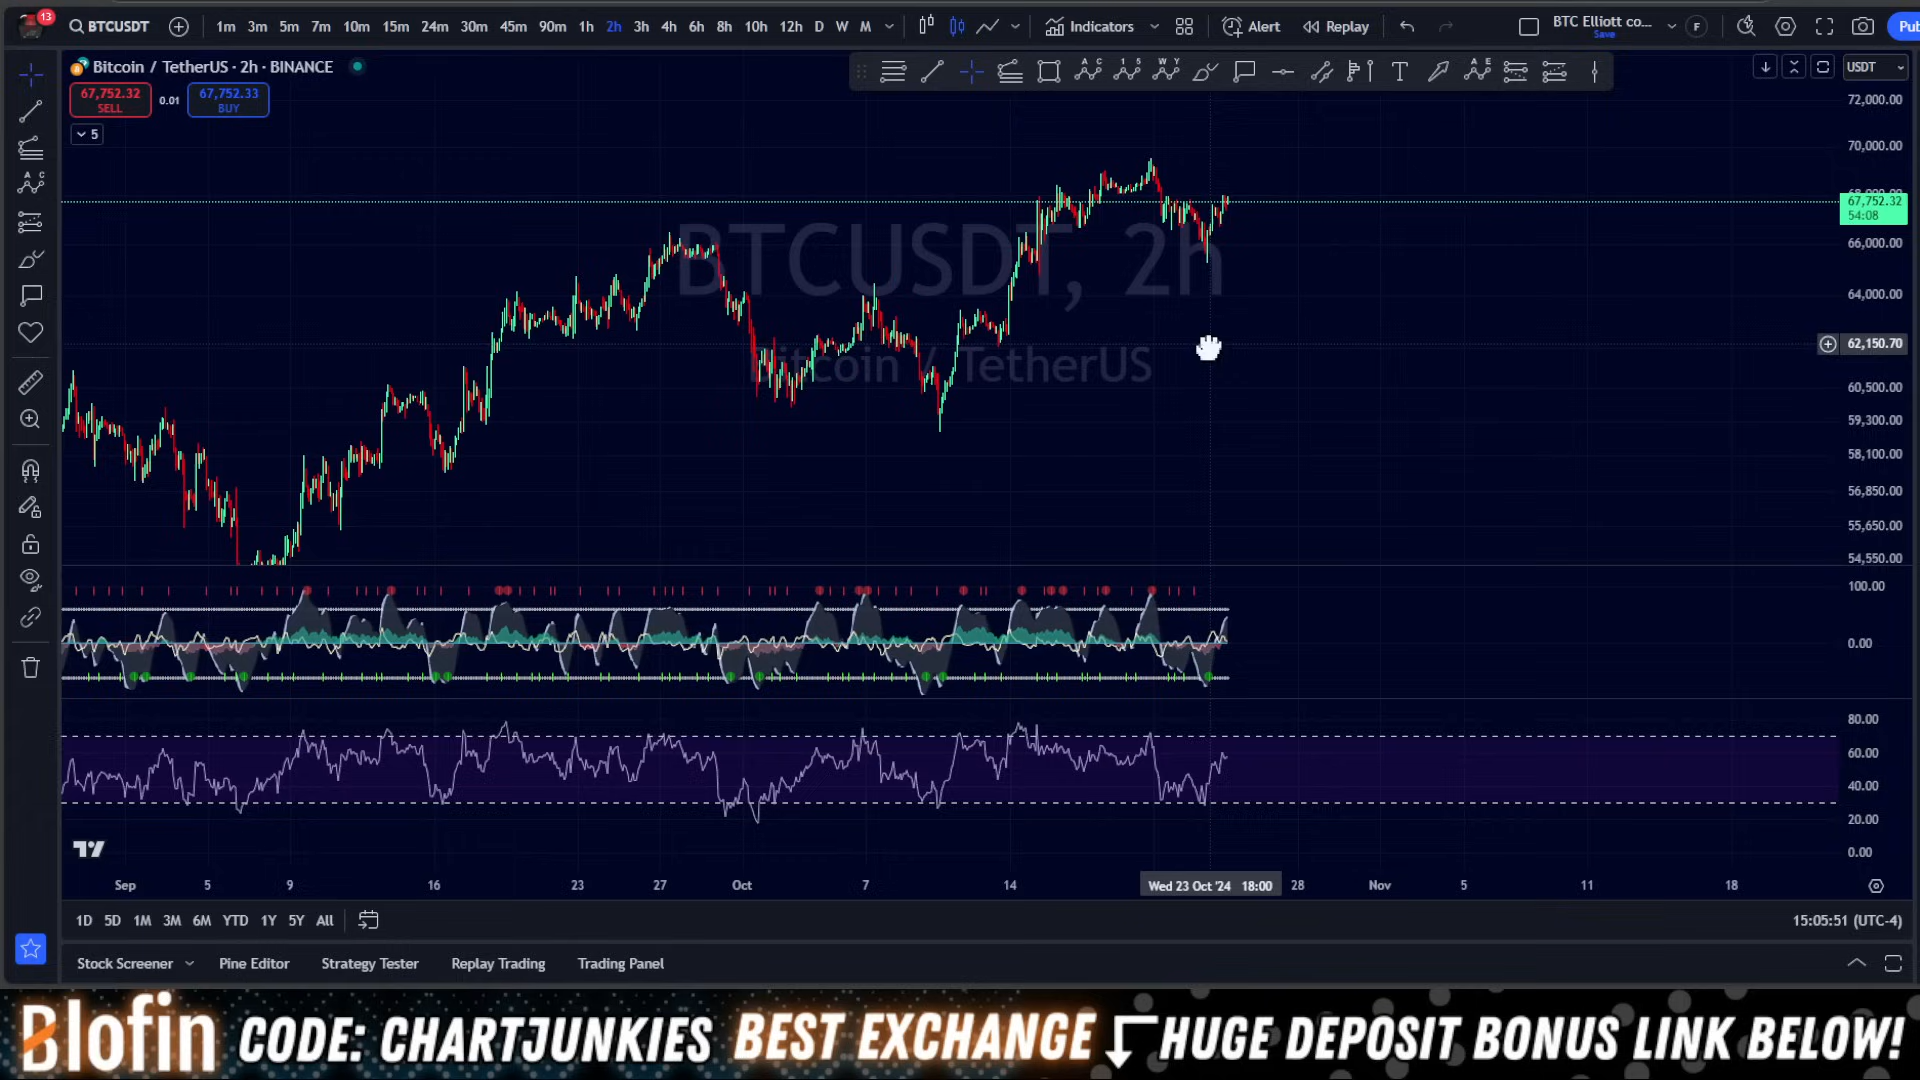 13
BTCUSDT
1m 3m 5m 7m 10m 15m 24m 30m 45m 90m 1h 2h 3h 4h 6h 8h 10h 12h D W M
Indicators
Alert
Replay
BTC Elliott co...
Save
F
Pu
Bitcoin / TetherUS · 2h · BINANCE
67,752.32
SELL
0.01
67,752.33
BUY
5
USDT
BTCUSDT, 2h
Bitcoin / TetherUS
72,000.00
70,000.00
67,752.32
54:08
66,000.00
64,000.00
62,150.70
60,500.00
59,300.00
58,100.00
56,850.00
55,650.00
54,550.00
100.00
0.00
80.00
60.00
40.00
20.00
0.00
Sep 5 9 16 23 27 Oct 7 14 Wed 23 Oct '24 18:00 28 Nov 5 11 18
1D 5D 1M 3M 6M YTD 1Y 5Y All
15:05:51 (UTC-4)
Stock Screener
Pine Editor
Strategy Tester
Replay Trading
Trading Panel
Blofin CODE: CHARTJUNKIES BEST EXCHANGE HUGE DEPOSIT BONUS LINK BELOW!